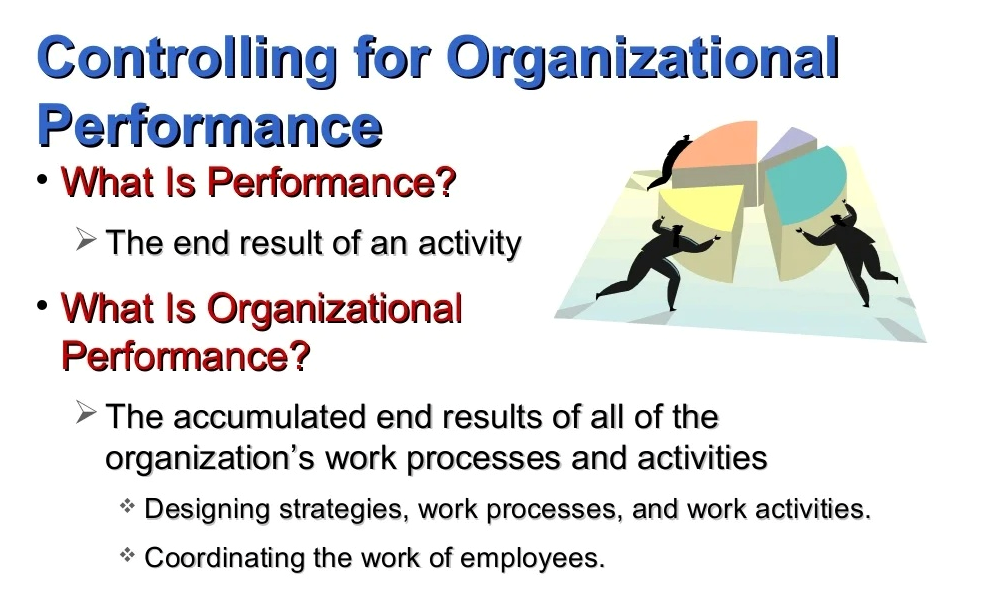 Controlling for Organizational
Performance
• What Is Performance?
➢ The end result of an activity
• What Is Organizational
Performance?
➢ The accumulated end results of all of the
organization’s work processes and activities
❖ Designing strategies, work processes, and work activities.
❖ Coordinating the work of employees.